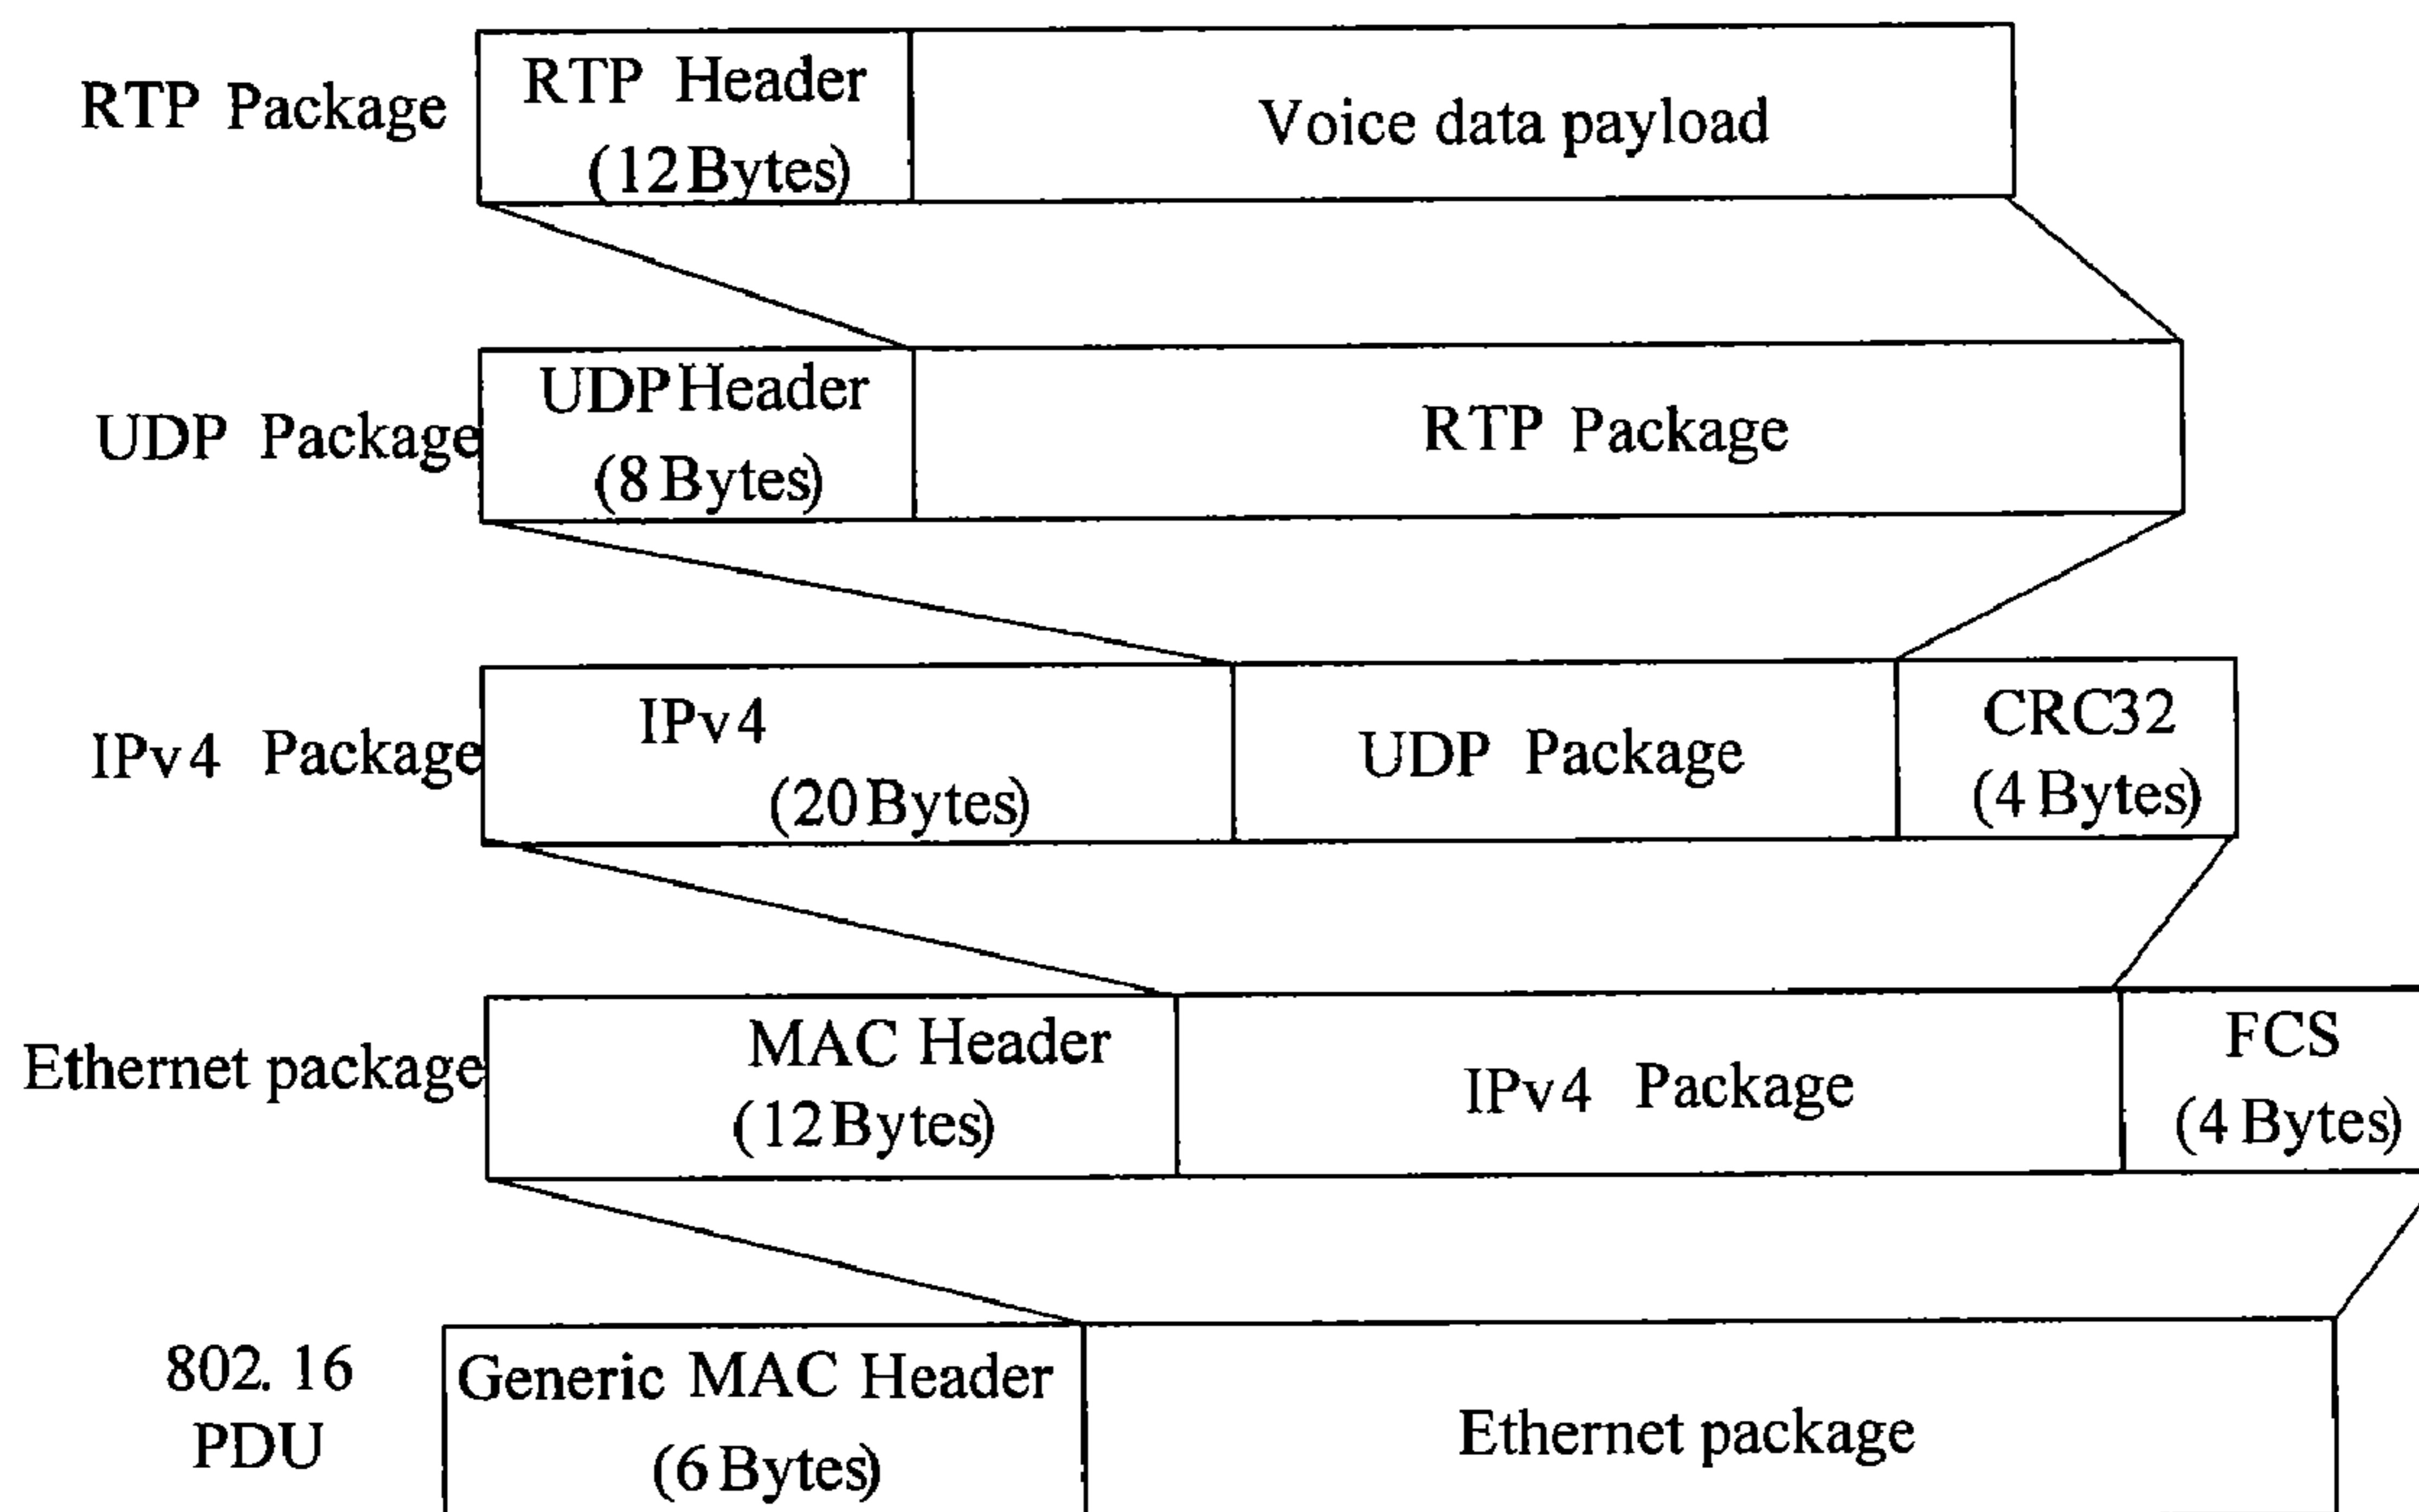 RTP Package
RTP Header
(12 Bytes)
Voice data payload
UDP Package
UDP Header
(8 Bytes)
RTP Package
IPv4 Package
IPv4
(20 Bytes)
UDP Package
CRC32
(4 Bytes)
Ethernet package
MAC Header
(12 Bytes)
IPv4 Package
FCS
(4 Bytes)
802. 16
PDU
Generic MAC Header
(6 Bytes)
Ethernet package